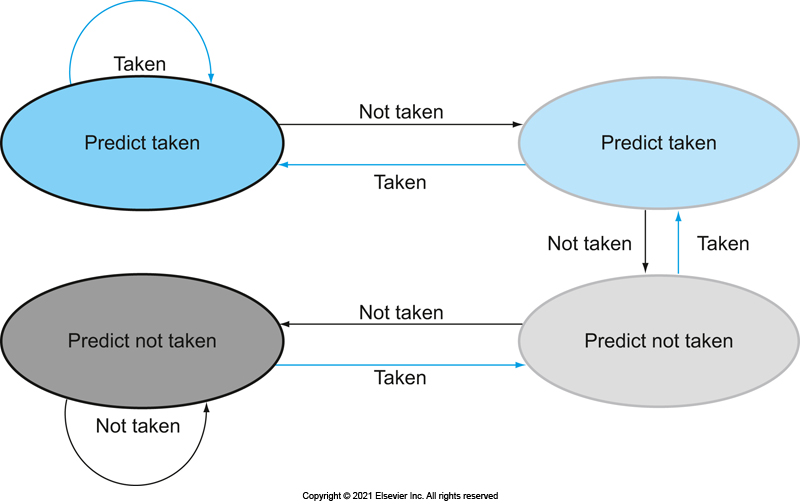 Taken
Not taken
Predict taken
Predict taken
Taken
Not taken
Taken
Not taken
Predict not taken
Predict not taken
Taken
Not taken
Copyright © 2021 Elsevier Inc. All rights reserved